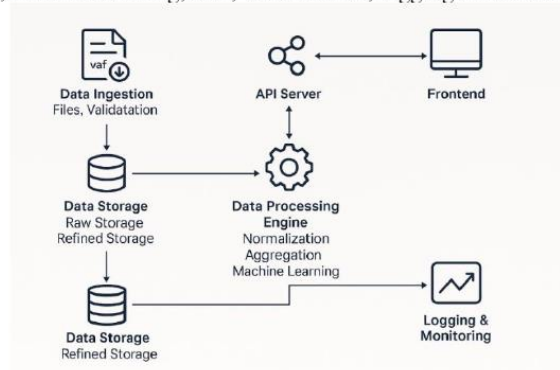 vaf
Data Ingestion
Files, Validatation
API Server
Frontend
Data Storage
Raw Storage
Refined Storage
Data Processing
Engine
Normalization
Aggregation
Machine Learning
Data Storage
Refined Storage
Logging &
Monitoring